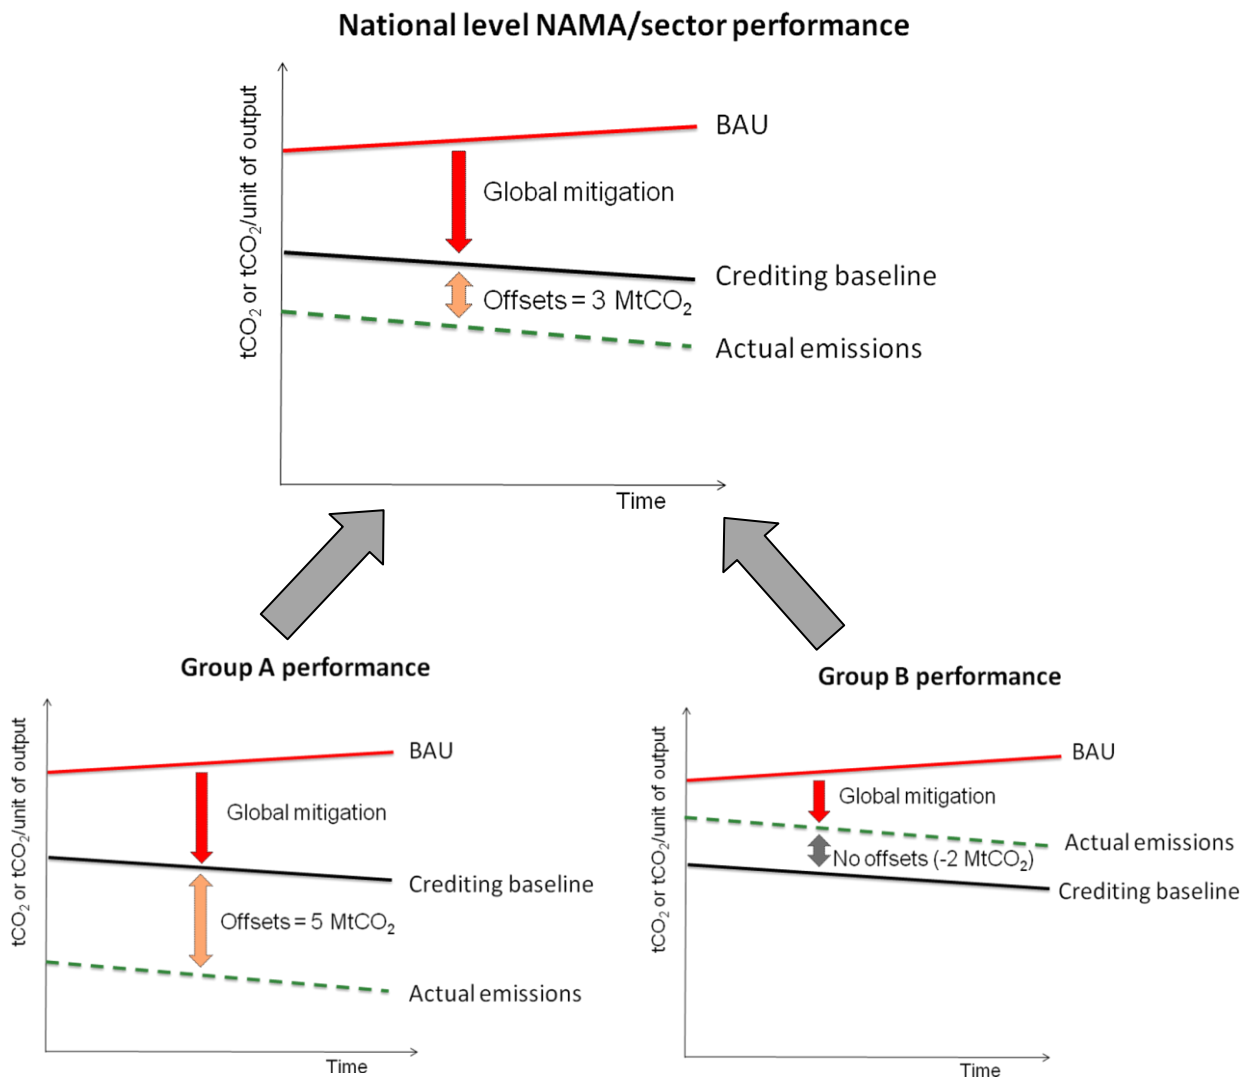 National level NAMA/sector performance
tCO₂ or tCO₂/unit of output
BAU
Global mitigation
Crediting baseline
Offsets = 3 MtCO₂
Actual emissions
Time
Group A performance
tCO₂ or tCO₂/unit of output
BAU
Global mitigation
Crediting baseline
Offsets = 5 MtCO₂
Actual emissions
Time
Group B performance
tCO₂ or tCO₂/unit of output
BAU
Global mitigation
Actual emissions
No offsets (-2 MtCO₂)
Crediting baseline
Time